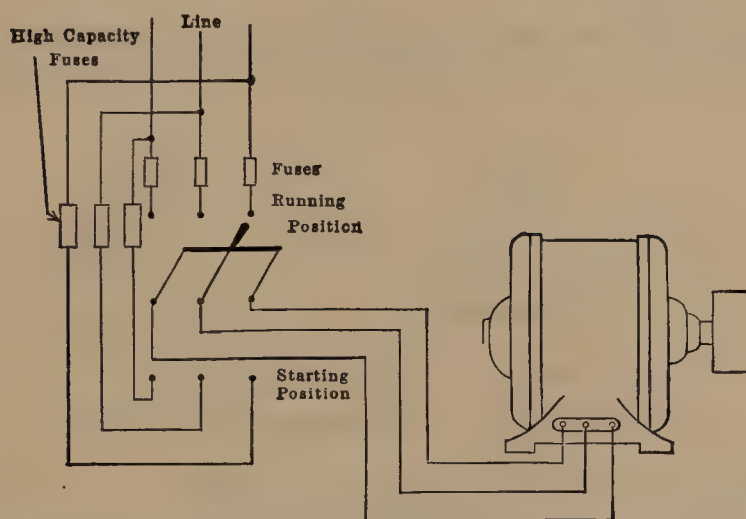 Line
High Capacity
Fuses
Fuses
Running
Position
Starting
Position